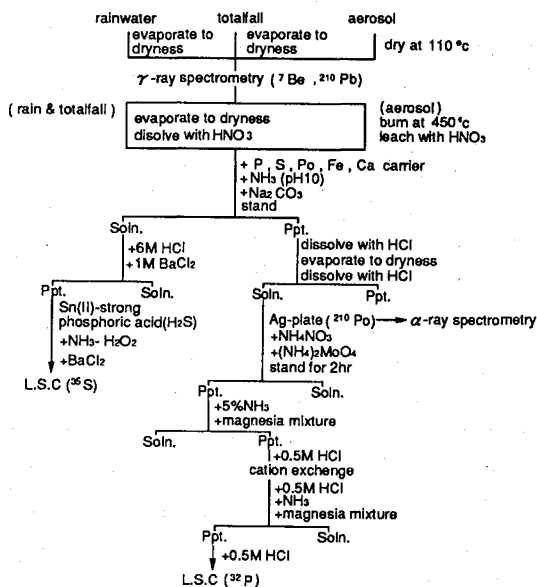 rainwater totalfall aerosol
evaporate to dryness evaporate to dryness dry at 110 °c
γ-ray spectrometry ( ⁷Be , ²¹⁰Pb)
( rain & totalfall )
evaporate to dryness
disolve with HNO₃
(aerosol)
burn at 450°c
leach with HNO₃
+ P , S , Po , Fe , Ca carrier
+NH₃ (pH10)
+Na₂CO₃
stand
Soln. Ppt.
+6M HCl
+1M BaCl₂
dissolve with HCl
evaporate to dryness
dissolve with HCl
Ppt. Soln. Soln. Ppt.
Sn(II)-strong
phosphoric acid(H₂S)
+NH₃- H₂O₂
+BaCl₂
L.S.C (³⁵S)
Ag-plate ( ²¹⁰Po) α-ray spectrometry
+NH₄NO₃
+(NH₄)₂MoO₄
stand for 2hr
Ppt. Soln.
+5%NH₃
+magnesia mixture
Soln. Ppt.
+0.5M HCl
cation exchange
+0.5M HCl
+NH₃
+magnesia mixture
Ppt. Soln.
+0.5M HCl
L.S.C (³²P)